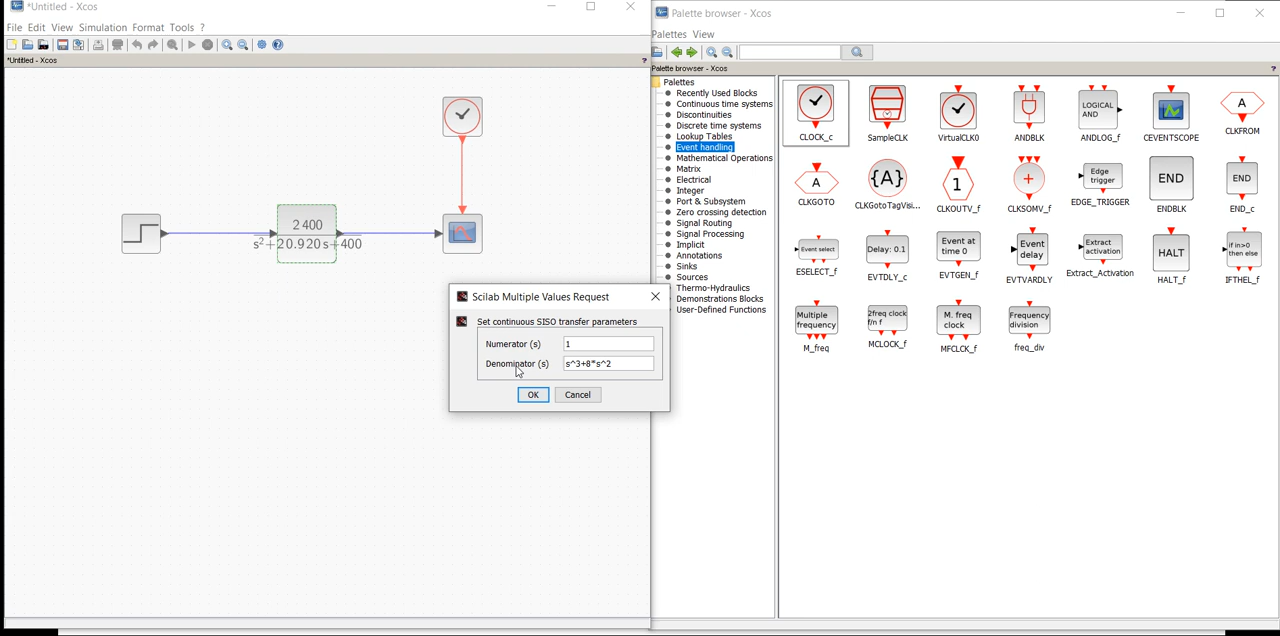 *Untitled - Xcos
File Edit View Simulation Format Tools ?
*Untitled - Xcos
?
2 400
s²+20.920s+400
Scilab Multiple Values Request
Set continuous SISO transfer parameters
Numerator (s) 1
Denominator (s) s^3+8*s^2
OK Cancel
Palette browser - Xcos
Palettes View
Palette browser - Xcos
?
Palettes
Recently Used Blocks
Continuous time systems
Discontinuities
Discrete time systems
Lookup Tables
Event handling
Mathematical Operations
Matrix
Electrical
Integer
Port & Subsystem
Zero crossing detection
Signal Routing
Signal Processing
Implicit
Annotations
Sinks
Sources
Thermo-Hydraulics
Demonstrations Blocks
User-Defined Functions
LOGICAL AND
A
CLOCK_c SampleCLK VirtualCLK0 ANDBLK ANDLOG_f CEVENTSCOPE CLKFROM
A {A} 1 + Edge trigger END END
CLKGOTO CLKGotoTagVisi... CLKOUTV_f CLKSOMV_f EDGE_TRIGGER ENDBLK END_c
Event select Delay: 0.1 Event at time 0 Event delay Extract activation HALT if in>0 then else
ESELECT_f EVTDLY_c EVTGEN_f EVTVARDLY Extract_Activation HALT_f IFTHEL_f
Multiple frequency 2freq clock f/n f M. freq clock Frequency division
M_freq MCLOCK_f MFCLCK_f freq_div